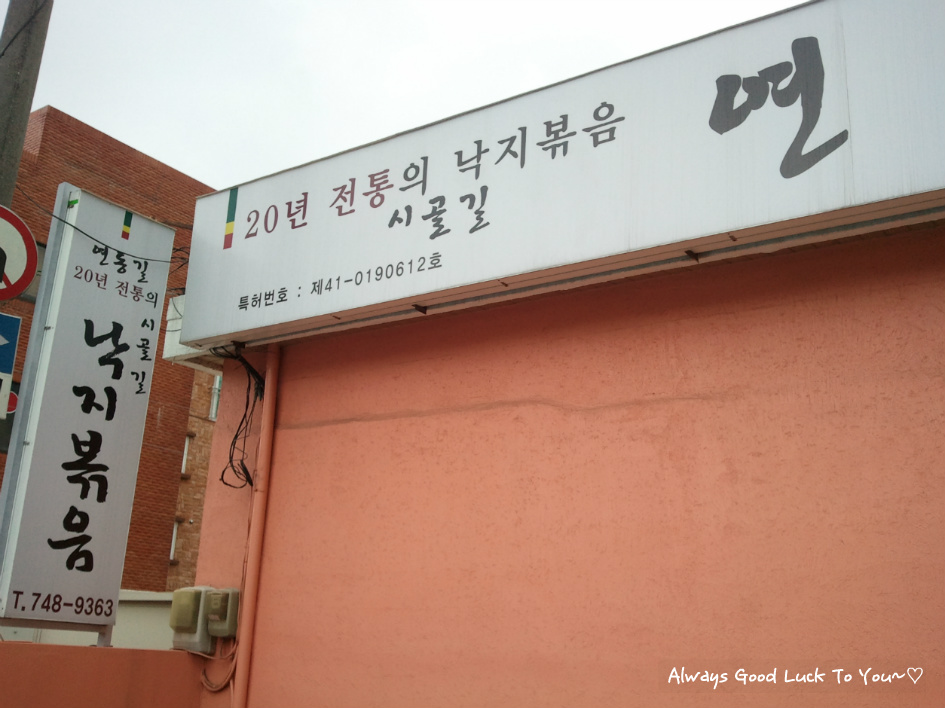 20년 전통의 낙지볶음
시골길
연
특허번호 : 제41-0190612호
연동길
20년 전통의
시골길
낙지볶음
T.748-9363
Always Good Luck To You~♡